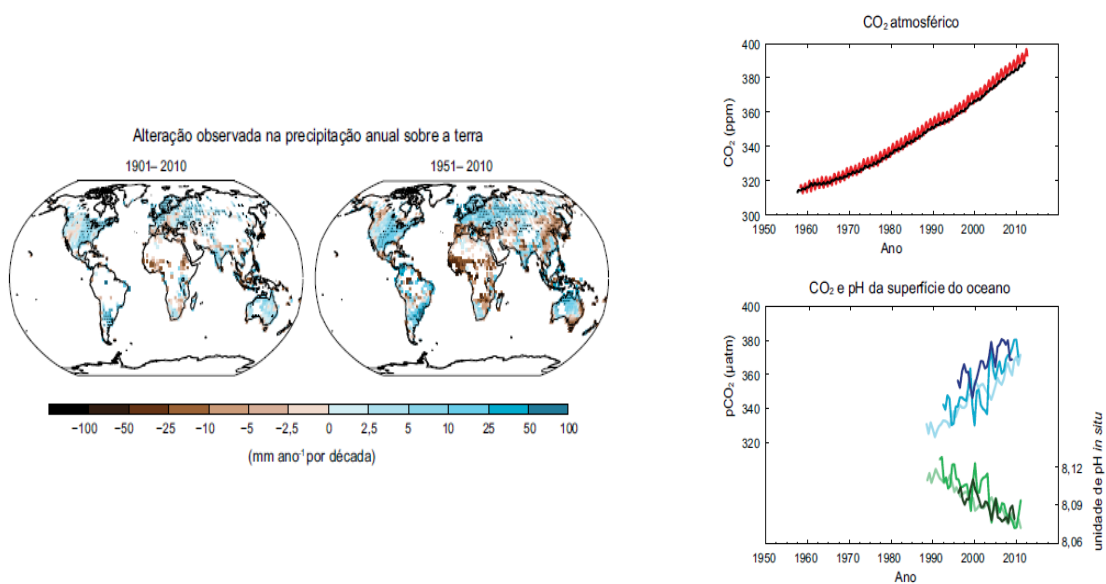 Alteração observada na precipitação anual sobre a terra
1901– 2010
1951– 2010
−100 −50 −25 −10 −5 −2,5 0 2,5 5 10 25 50 100
(mm ano⁻¹ por década)
CO₂ atmosférico
400
380
360
340
320
300
CO₂ (ppm)
1950 1960 1970 1980 1990 2000 2010
Ano
CO₂ e pH da superfície do oceano
400
380
360
340
320
pCO₂ (µatm)
8,12
8,09
8,06
unidade de pH in situ
1950 1960 1970 1980 1990 2000 2010
Ano